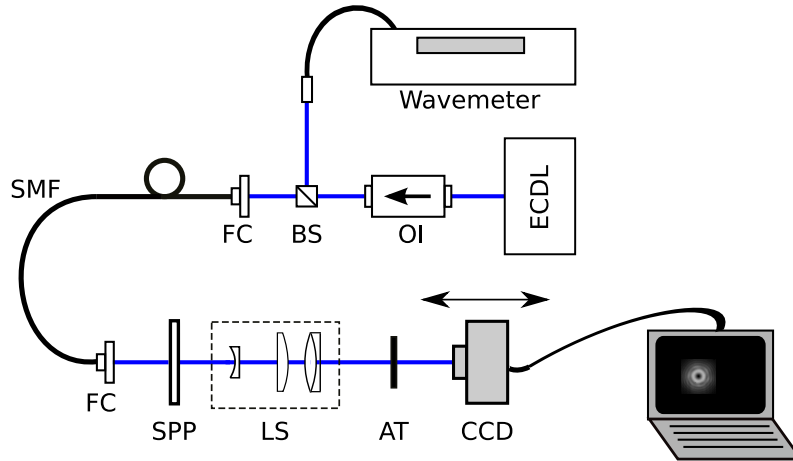 Wavemeter
SMF
FC
BS
OI
ECDL
FC
SPP
LS
AT
CCD